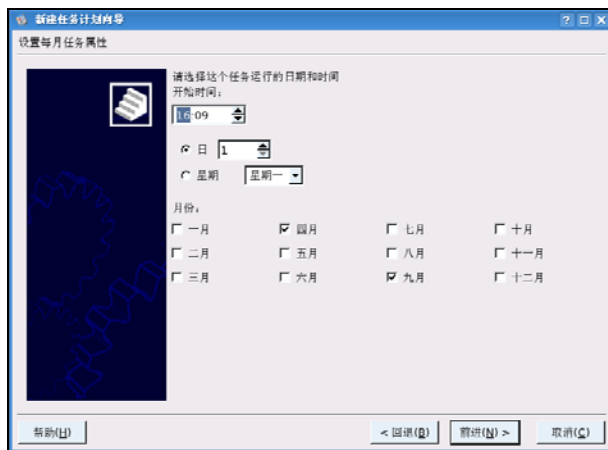 新建任务计划向导
设置每月任务属性
请选择这个任务运行的日期和时间
开始时间：
16:09
日 1
星期 星期一
月份：
一月 四月 七月 十月
二月 五月 八月 十一月
三月 六月 九月 十二月
帮助(H) < 回退(B) 前进(N) > 取消(C)